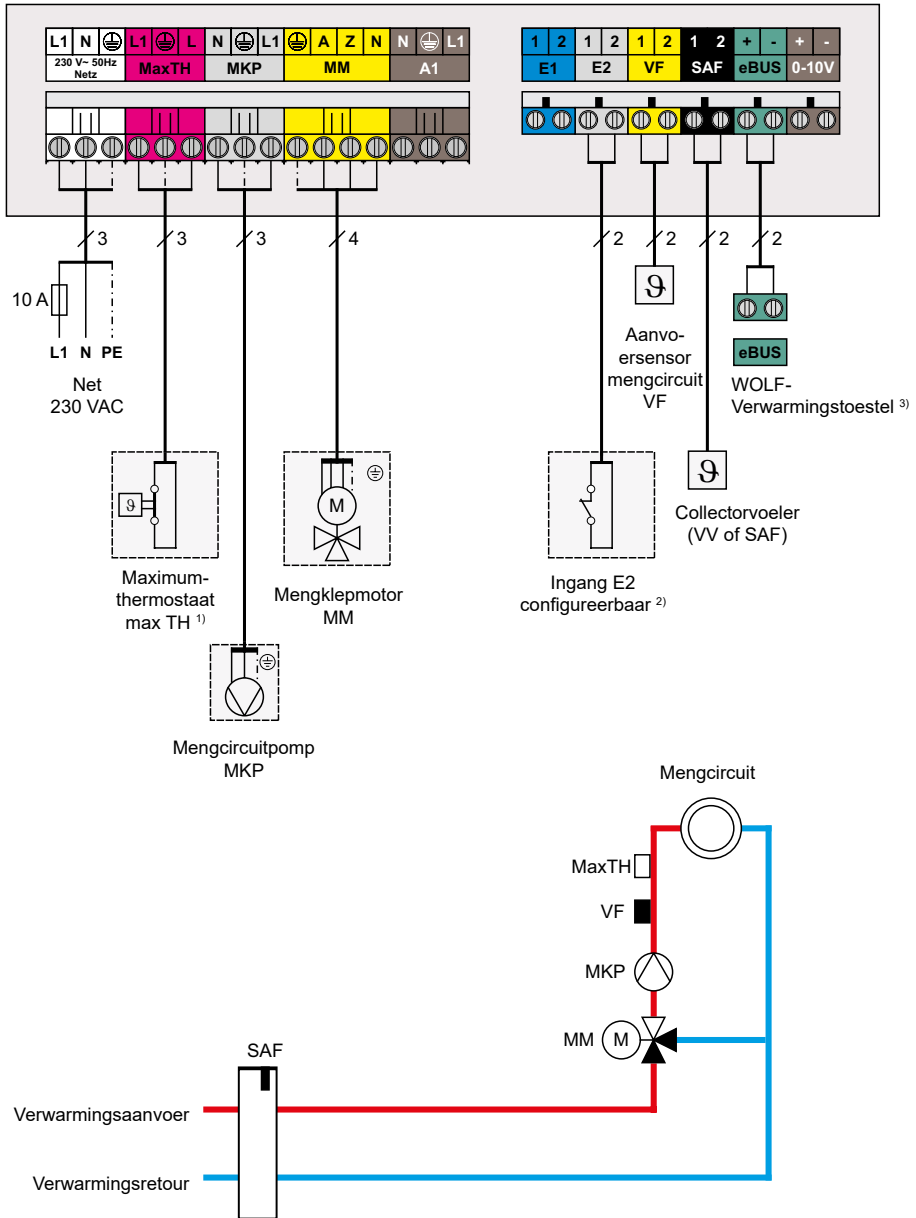 L1 N L1 L N L1 A Z N N L1 1 2 1 2 1 2 1 2 + - + -
230 V~ 50Hz
Netz
MaxTH MKP MM A1 E1 E2 VF SAF eBUS 0-10V
3 3 3 4 2 2 2 2
10 A
L1 N PE
Net
230 VAC
ϑ
Aanvo-
ersensor
mengcircuit
VF
eBUS
WOLF-
Verwarmingstoestel 3)
ϑ
Maximum-
thermostaat
max TH 1)
M
Mengklepmotor
MM
Ingang E2
configureerbaar 2)
ϑ
Collectorvoeler
(VV of SAF)
Mengcircuitpomp
MKP
Mengcircuit
MaxTH
VF
MKP
MM M
SAF
Verwarmingsaanvoer
Verwarmingsretour